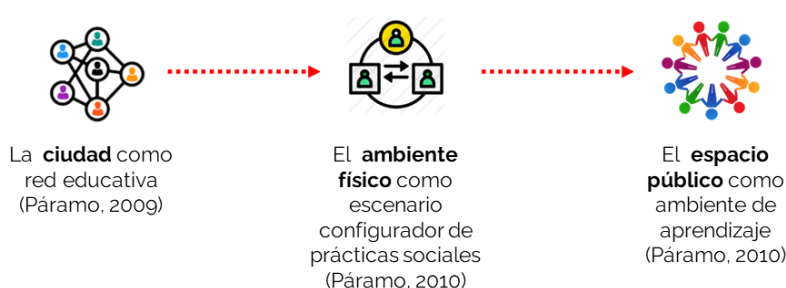 La ciudad como
red educativa
(Páramo, 2009)
El ambiente
físico como
escenario
configurador de
prácticas sociales
(Páramo, 2010)
El espacio
público como
ambiente de
aprendizaje
(Páramo, 2010)